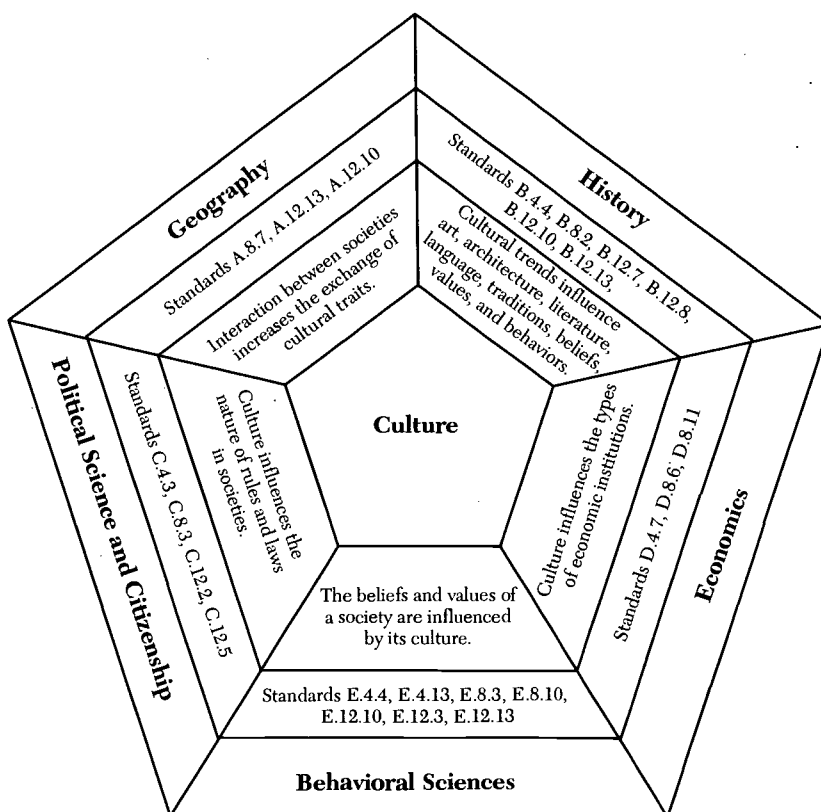 Geography
Standards A.8.7, A.12.13, A.12.10
Interaction between societies
increases the exchange of
cultural traits.
History
Standards B.4.4, B.8.2, B.12.7, B.12.8,
B.12.10, B.12.13,
Cultural trends influence
art, architecture, literature,
language, traditions, beliefs,
values, and behaviors.
Political Science and Citizenship
Standards C.4.3, C.8.3, C.12.2, C.12.5
Culture influences the
nature of rules and laws
in societies.
Culture
Culture influences the types
of economic institutions.
Standards D.4.7, D.8.6, D.8.11
Economics
The beliefs and values of
a society are influenced
by its culture.
Standards E.4.4, E.4.13, E.8.3, E.8.10,
E.12.10, E.12.3, E.12.13
Behavioral Sciences